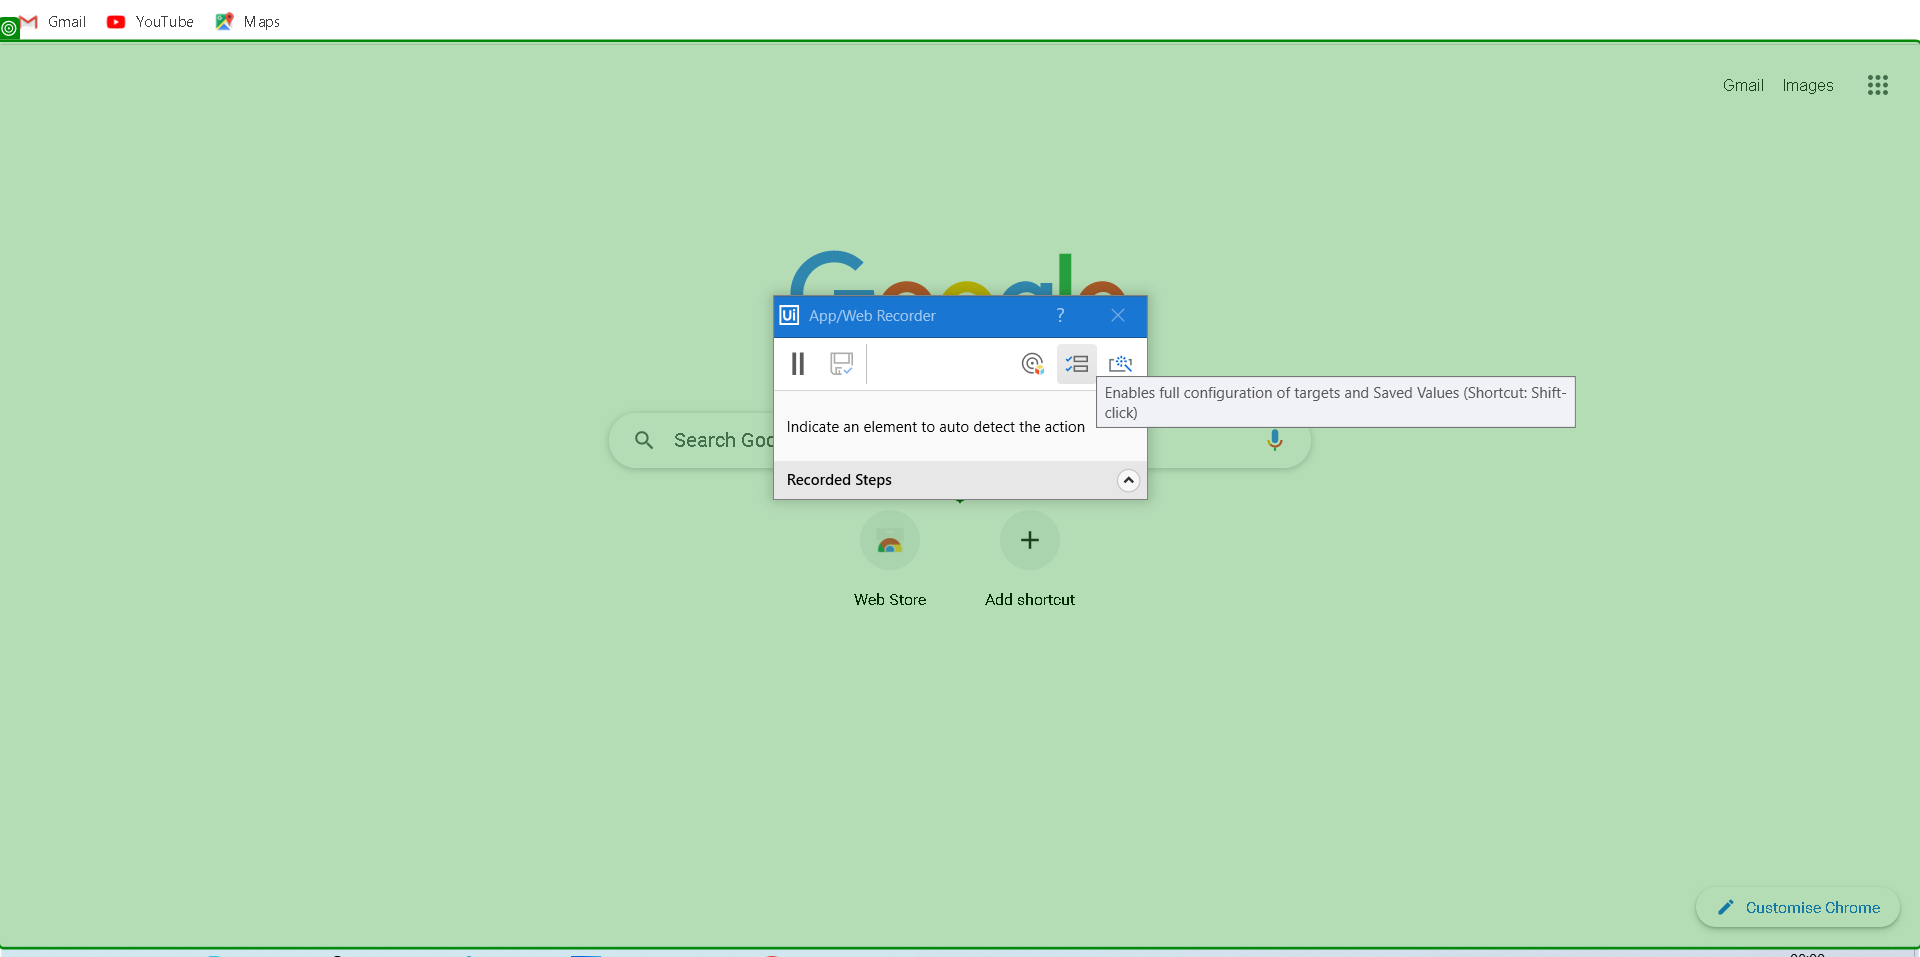 Gmail YouTube Maps
Gmail Images
Ui App/Web Recorder ?
Enables full configuration of targets and Saved Values (Shortcut: Shift-
click)
Indicate an element to auto detect the action
Search Goo
Recorded Steps
Web Store Add shortcut
Customise Chrome